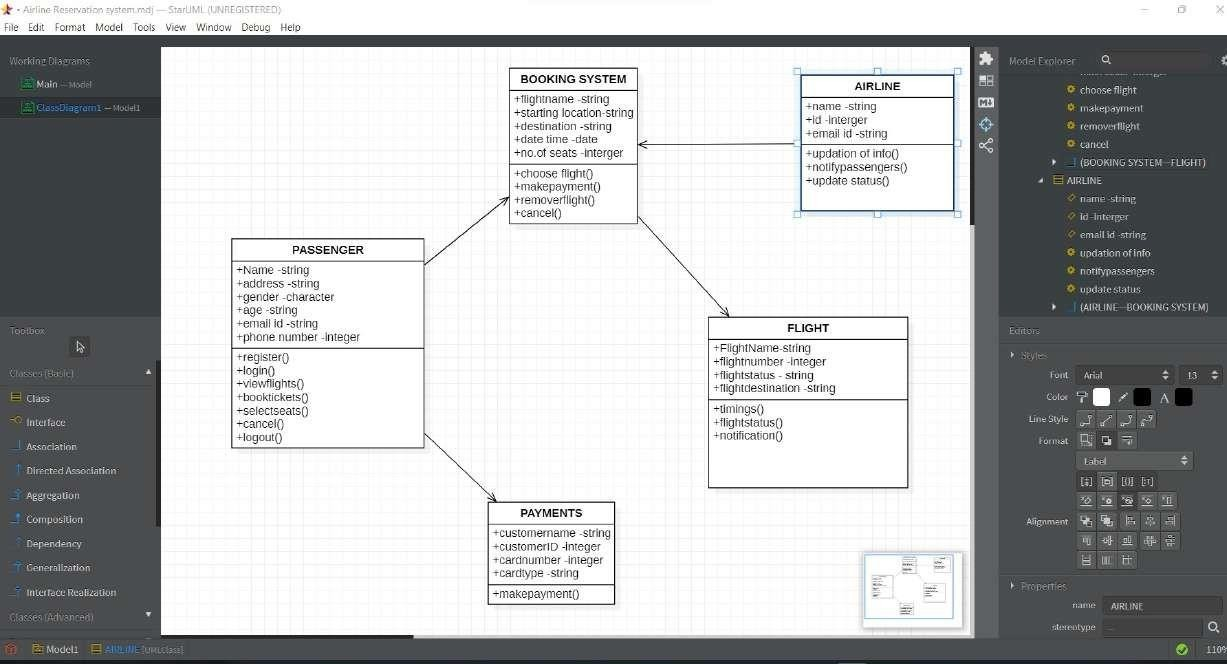 - Airline Reservation system.mdj — StarUML (UNREGISTERED)
File Edit Format Model Tools View Window Debug Help
Working Diagrams
Main — Model
ClassDiagram1 — Model1
Toolbox
Classes (Basic)
Class
Interface
Association
Directed Association
Aggregation
Composition
Dependency
Generalization
Interface Realization
Classes (Advanced)
BOOKING SYSTEM
+flightname -string
+starting location-string
+destination -string
+date time -date
+no.of seats -interger
+choose flight()
+makepayment()
+removerflight()
+cancel()
AIRLINE
+name -string
+id -interger
+email id -string
+updation of info()
+notifypassengers()
+update status()
PASSENGER
+Name -string
+address -string
+gender -character
+age -string
+email id -string
+phone number -integer
+register()
+login()
+viewflights()
+booktickets()
+selectseats()
+cancel()
+logout()
FLIGHT
+FlightName-string
+flightnumber -integer
+flightstatus - string
+flightdestination -string
+timings()
+flightstatus()
+notification()
PAYMENTS
+customername -string
+customerID -integer
+cardnumber -integer
+cardtype -string
+makepayment()
Model Explorer
choose flight
makepayment
removerflight
cancel
(BOOKING SYSTEM—FLIGHT)
AIRLINE
name -string
id -interger
email id -string
updation of info
notifypassengers
update status
(AIRLINE—BOOKING SYSTEM)
Editors
Styles
Font Arial 13
Color A
Line Style
Format
Label
Alignment
Properties
name AIRLINE
stereotype
Model1 AIRLINE [UMLClass]
110%